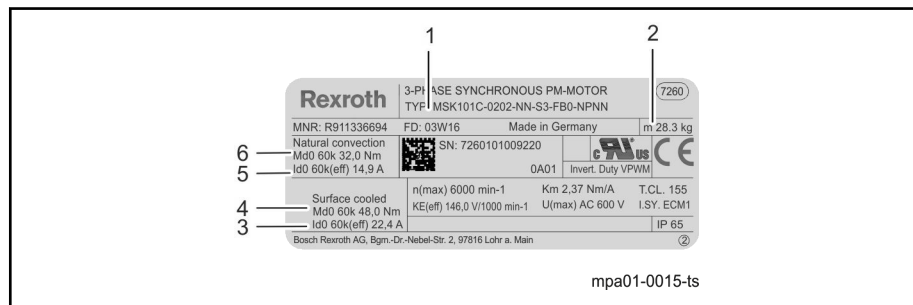 1
2
Rexroth
3-PHASE SYNCHRONOUS PM-MOTOR
TYP: MSK101C-0202-NN-S3-FB0-NPNN
7260
MNR: R911336694 FD: 03W16 Made in Germany m 28.3 kg
Natural convection
6 Md0 60k 32,0 Nm
5 Id0 60k(eff) 14,9 A
SN: 7260101009220
0A01
c RU US
Invert. Duty VPWM
CE
Surface cooled
4 Md0 60k 48,0 Nm
3 Id0 60k(eff) 22,4 A
n(max) 6000 min-1 Km 2,37 Nm/A T.CL. 155
KE(eff) 146,0 V/1000 min-1 U(max) AC 600 V I.SY. ECM1
IP 65
Bosch Rexroth AG, Bgm.-Dr.-Nebel-Str. 2, 97816 Lohr a. Main 2
mpa01-0015-ts